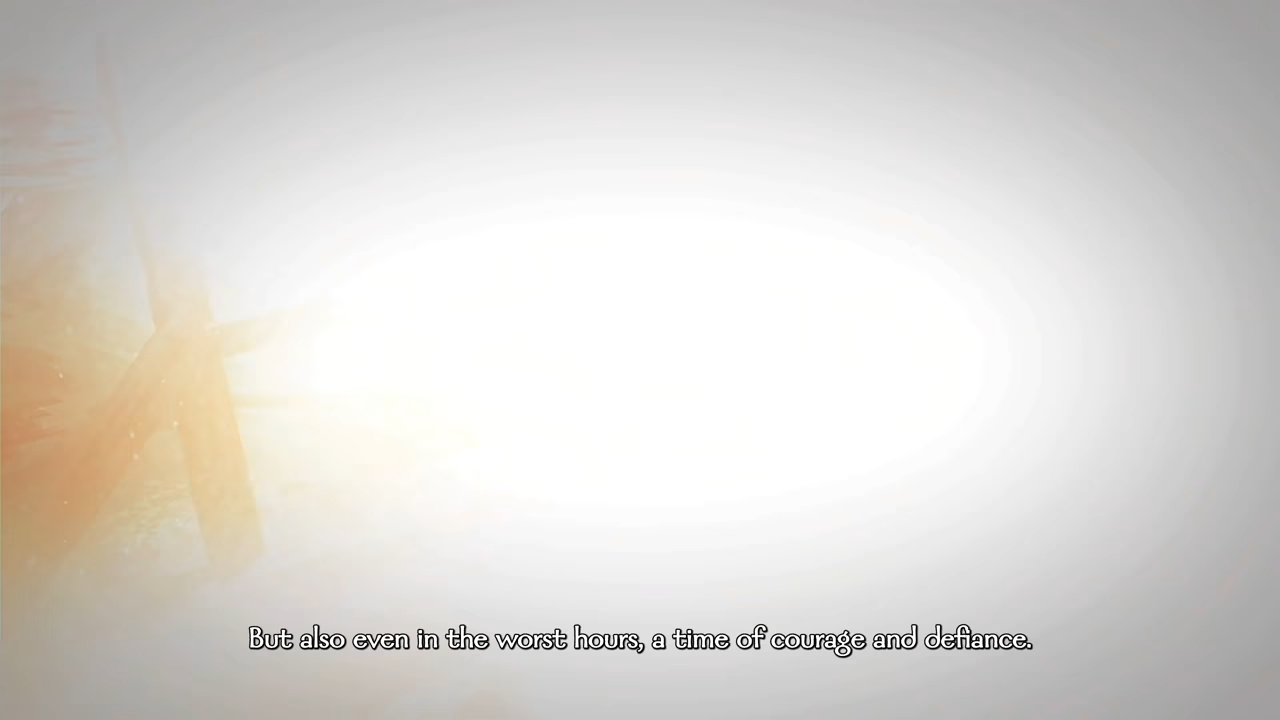 But also even in the worst hours, a time of courage and defiance.